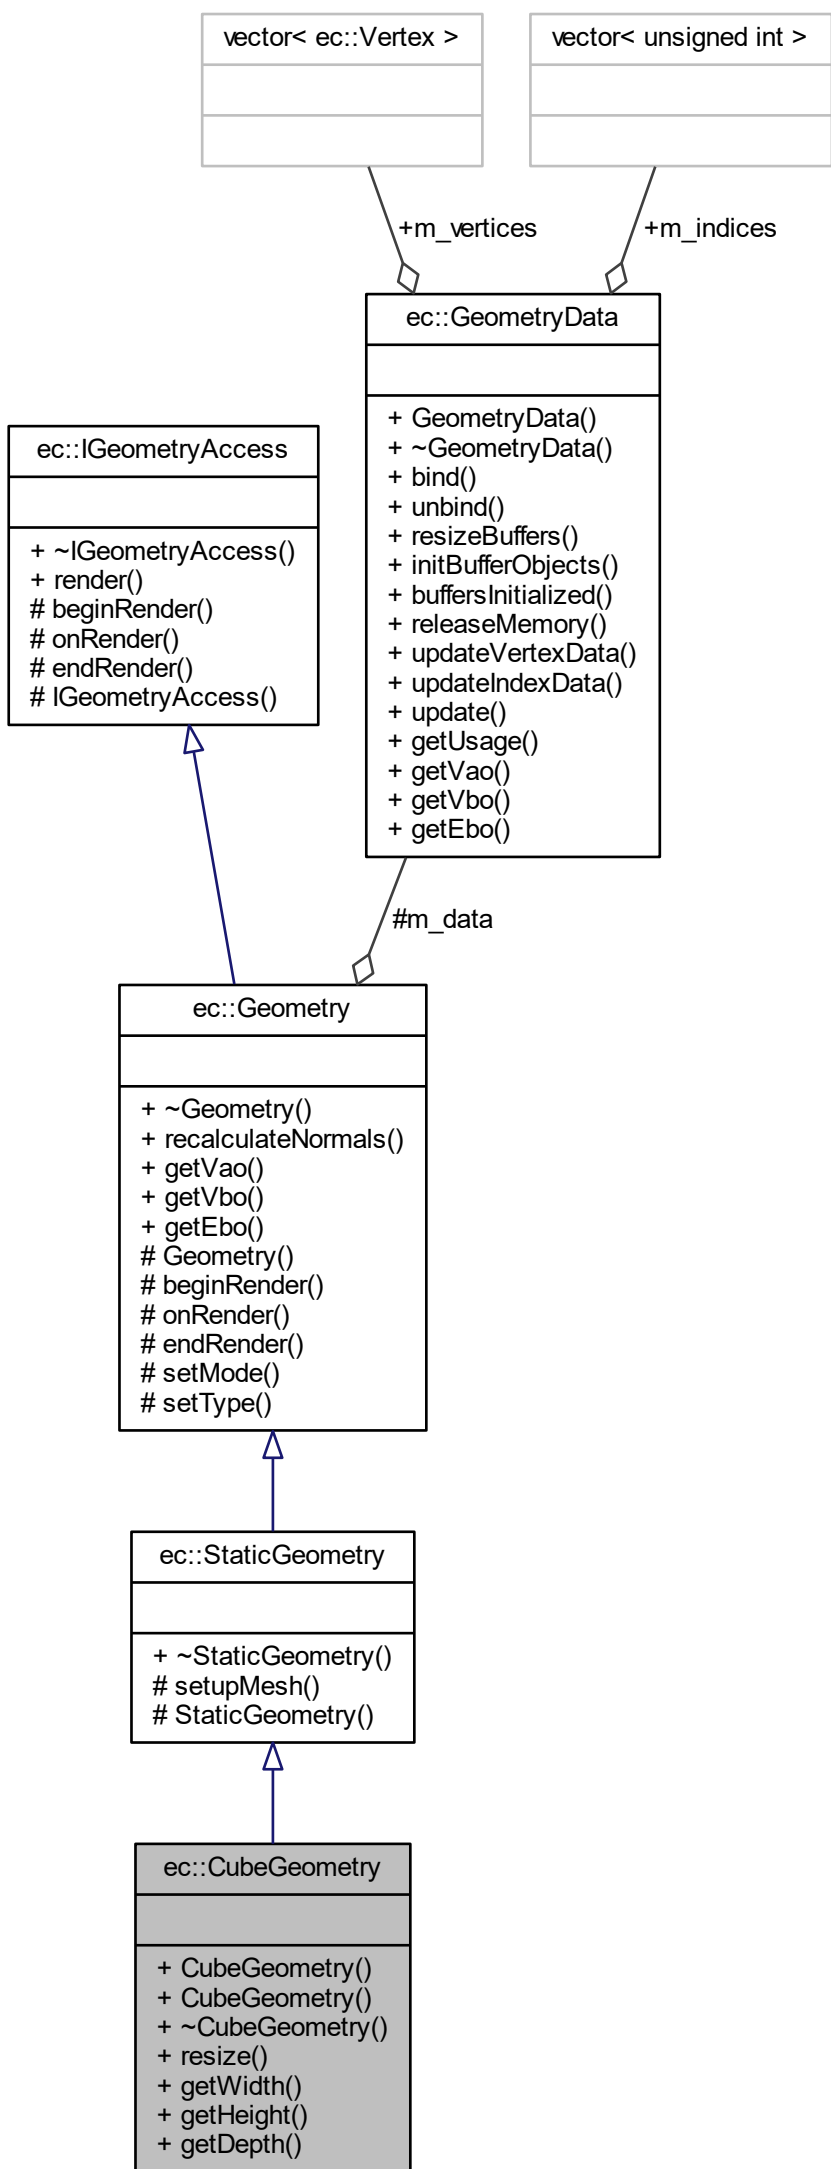 vector< ec::Vertex >
vector< unsigned int >
+m_vertices
+m_indices
ec::GeometryData
+ GeometryData()
+ ~GeometryData()
+ bind()
+ unbind()
+ resizeBuffers()
+ initBufferObjects()
+ buffersInitialized()
+ releaseMemory()
+ updateVertexData()
+ updateIndexData()
+ update()
+ getUsage()
+ getVao()
+ getVbo()
+ getEbo()
ec::IGeometryAccess
+ ~IGeometryAccess()
+ render()
# beginRender()
# onRender()
# endRender()
# IGeometryAccess()
#m_data
ec::Geometry
+ ~Geometry()
+ recalculateNormals()
+ getVao()
+ getVbo()
+ getEbo()
# Geometry()
# beginRender()
# onRender()
# endRender()
# setMode()
# setType()
ec::StaticGeometry
+ ~StaticGeometry()
# setupMesh()
# StaticGeometry()
ec::CubeGeometry
+ CubeGeometry()
+ CubeGeometry()
+ ~CubeGeometry()
+ resize()
+ getWidth()
+ getHeight()
+ getDepth()